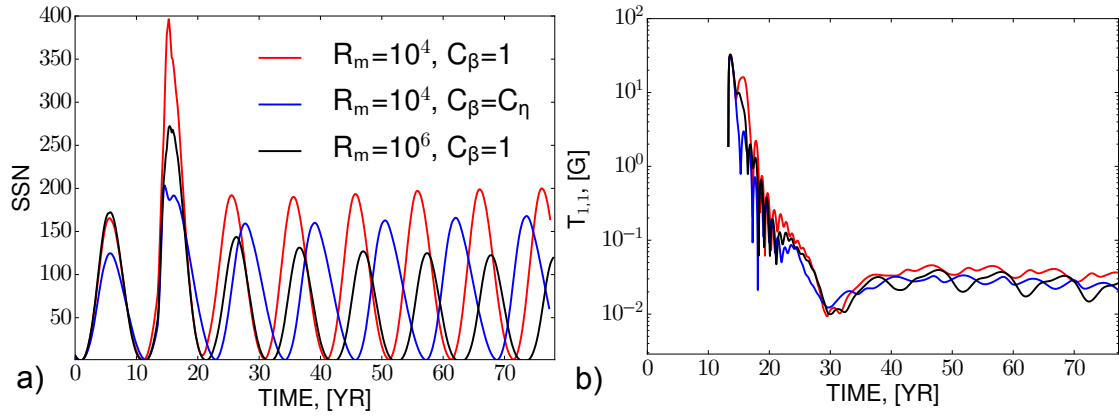 400
350
300
250
200
150
100
50
SSN
R_m=10^4, C_β=1
R_m=10^4, C_β=C_η
R_m=10^6, C_β=1
0 10 20 30 40 50 60 70
TIME, [YR]
a)
10^2
10^1
10^0
10^-1
10^-2
T_1,1, [G]
0 10 20 30 40 50 60 70
TIME, [YR]
b)